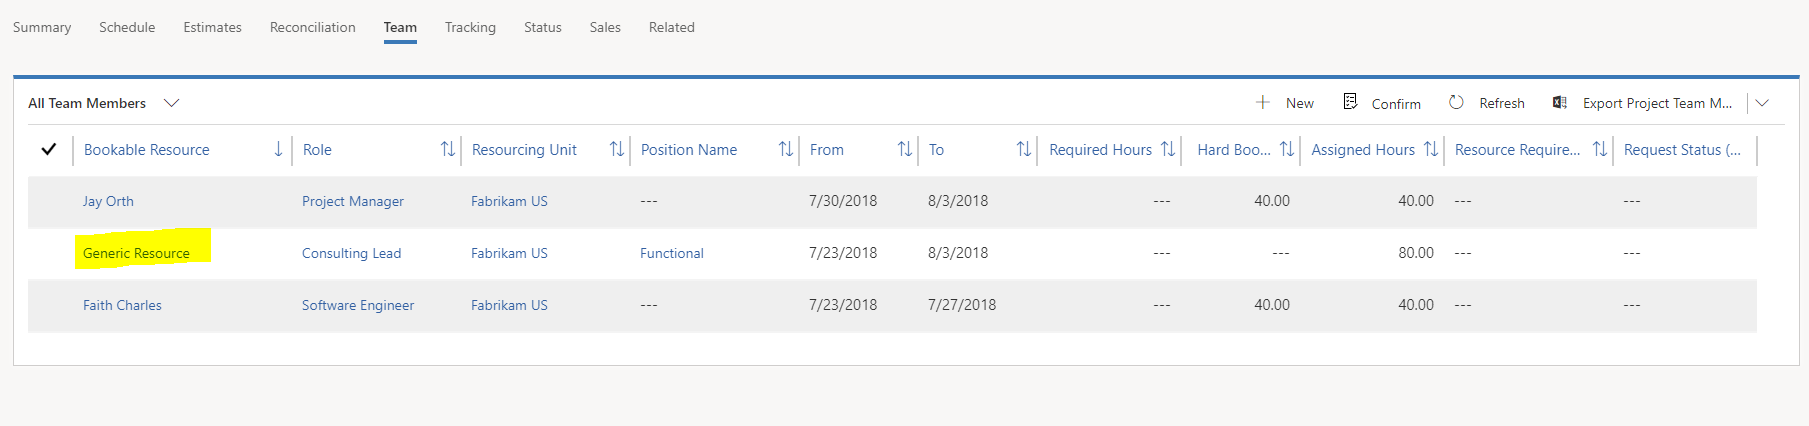 Summary Schedule Estimates Reconciliation Team Tracking Status Sales Related
All Team Members New Confirm Refresh Export Project Team M...
Bookable Resource Role Resourcing Unit Position Name From To Required Hours Hard Boo... Assigned Hours Resource Require... Request Status (...
Jay Orth Project Manager Fabrikam US --- 7/30/2018 8/3/2018 --- 40.00 40.00 --- ---
Generic Resource Consulting Lead Fabrikam US Functional 7/23/2018 8/3/2018 --- --- 80.00 --- ---
Faith Charles Software Engineer Fabrikam US --- 7/23/2018 7/27/2018 --- 40.00 40.00 --- ---